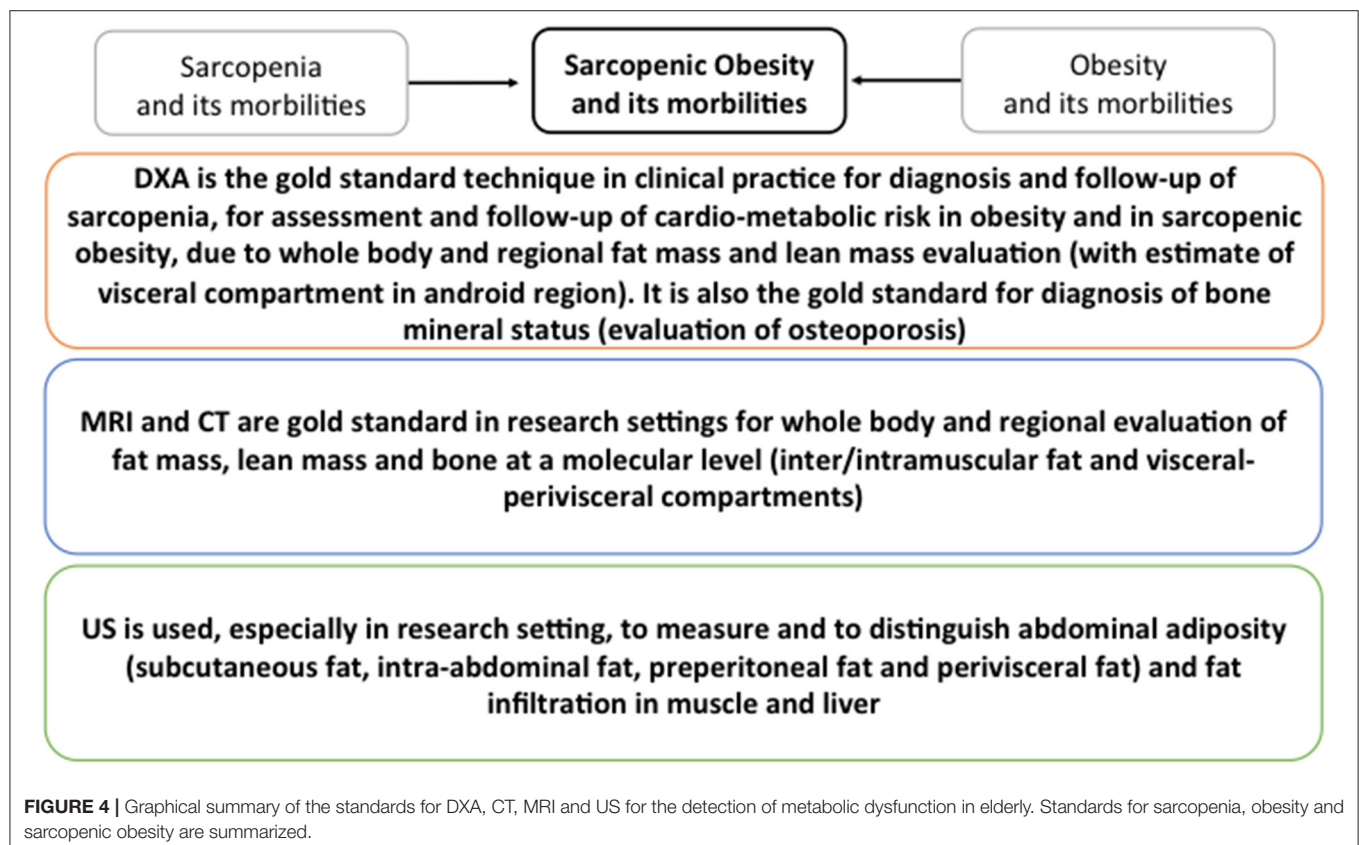 Sarcopenia
and its morbilities
Sarcopenic Obesity
and its morbilities
Obesity
and its morbilities
DXA is the gold standard technique in clinical practice for diagnosis and follow-up of
sarcopenia, for assessment and follow-up of cardio-metabolic risk in obesity and in sarcopenic
obesity, due to whole body and regional fat mass and lean mass evaluation (with estimate of
visceral compartment in android region). It is also the gold standard for diagnosis of bone
mineral status (evaluation of osteoporosis)
MRI and CT are gold standard in research settings for whole body and regional evaluation of
fat mass, lean mass and bone at a molecular level (inter/intramuscular fat and visceral-
perivisceral compartments)
US is used, especially in research setting, to measure and to distinguish abdominal adiposity
(subcutaneous fat, intra-abdominal fat, preperitoneal fat and perivisceral fat) and fat
infiltration in muscle and liver
FIGURE 4 | Graphical summary of the standards for DXA, CT, MRI and US for the detection of metabolic dysfunction in elderly. Standards for sarcopenia, obesity and
sarcopenic obesity are summarized.